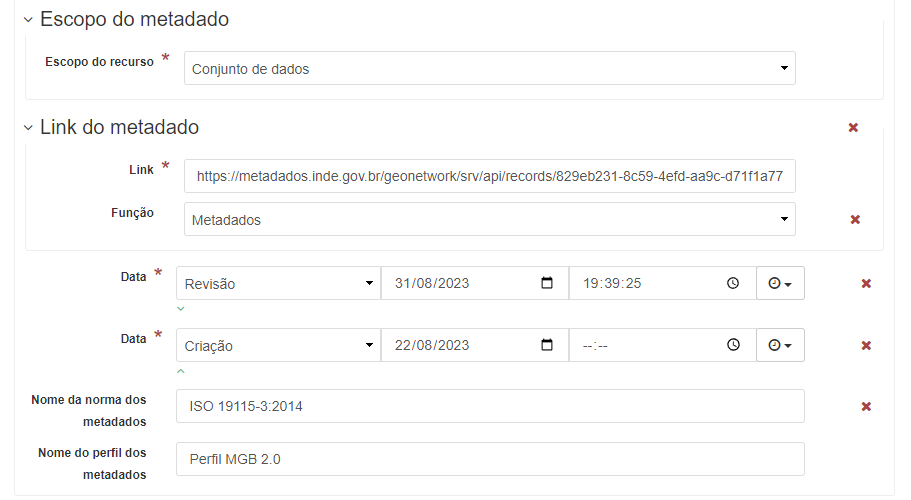 Escopo do metadado
Escopo do recurso *
Conjunto de dados
Link do metadado
Link *
https://metadados.inde.gov.br/geonetwork/srv/api/records/829eb231-8c59-4efd-aa9c-d71f1a77
Função
Metadados
Data *
Revisão
31/08/2023
19:39:25
Data *
Criação
22/08/2023
--:--
Nome da norma dos
metadados
ISO 19115-3:2014
Nome do perfil dos
metadados
Perfil MGB 2.0